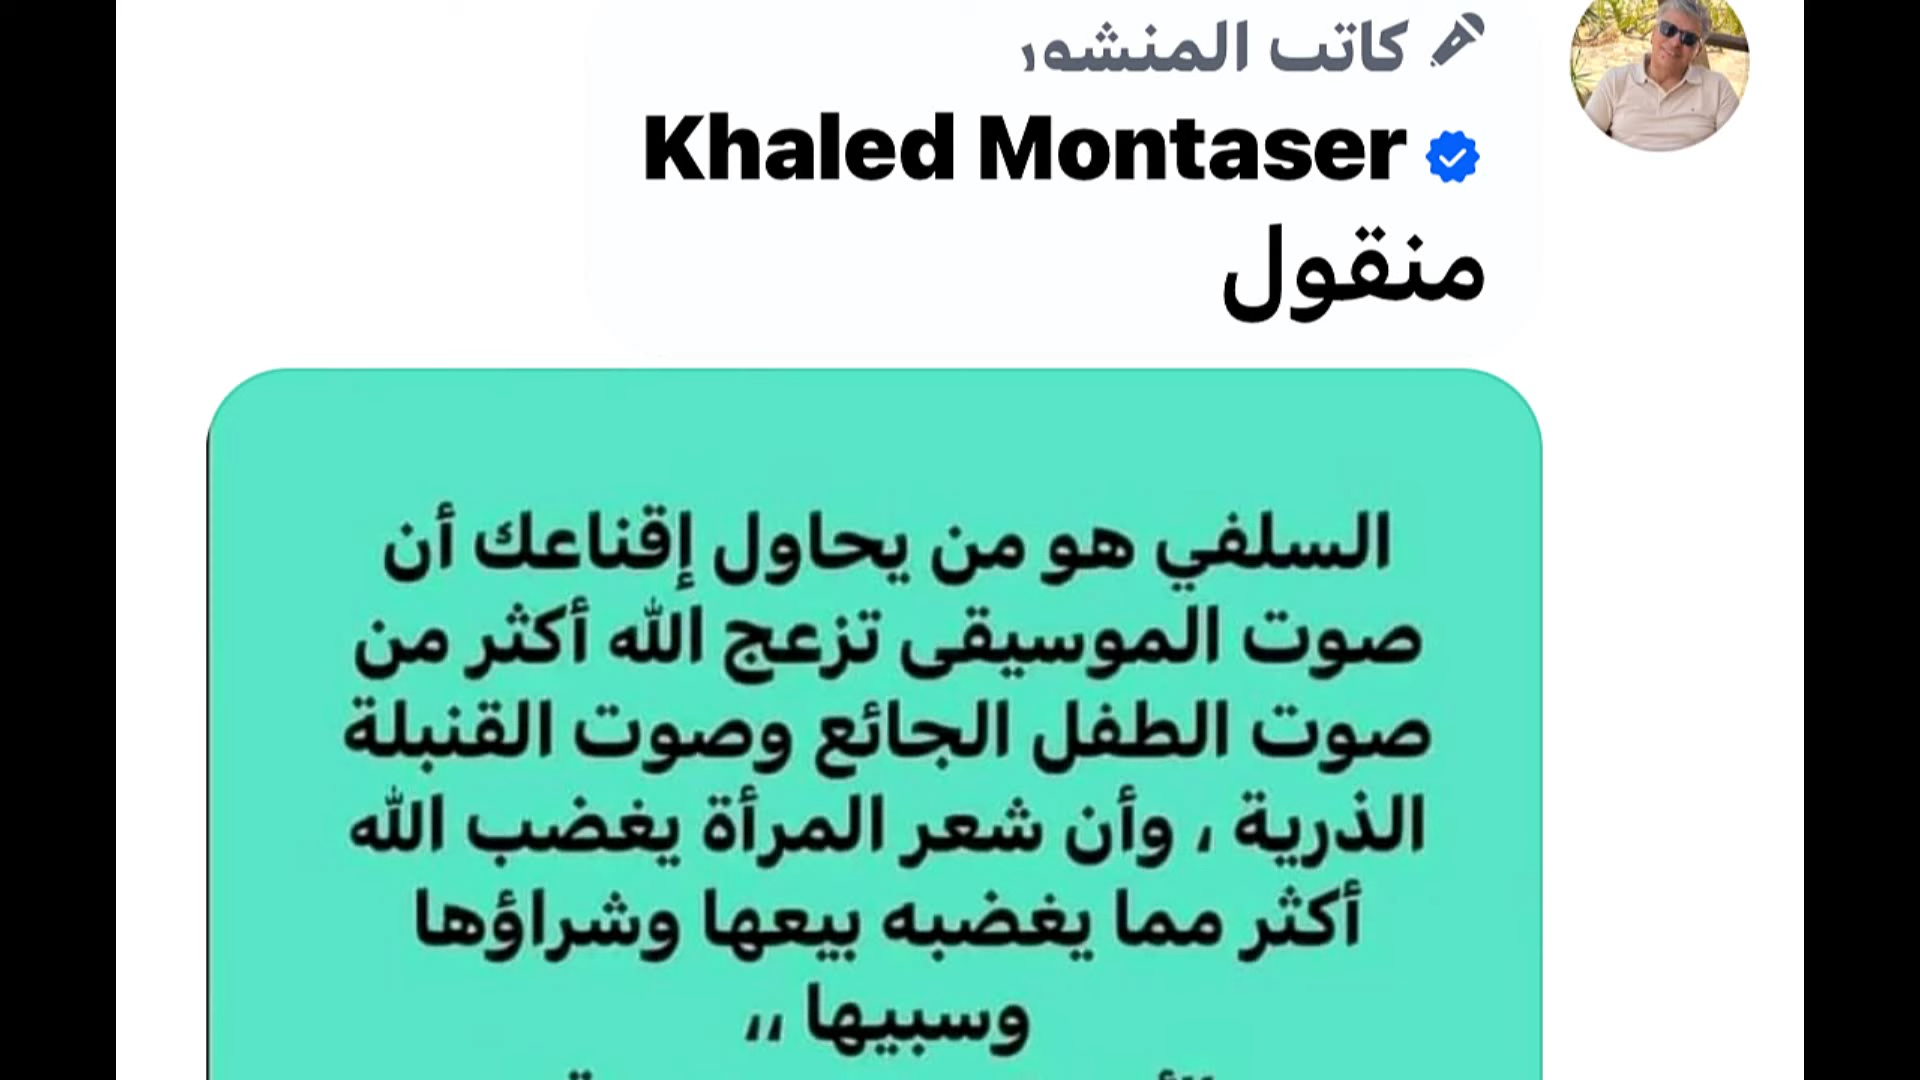 كاتب المنشور
Khaled Montaser
منقول
السلفي هو من يحاول إقناعك أن
صوت الموسيقى تزعج الله أكثر من
صوت الطفل الجائع وصوت القنبلة
الذرية ، وأن شعر المرأة يغضب الله
أكثر مما يغضبه بيعها وشراؤها
وسبيها ،،